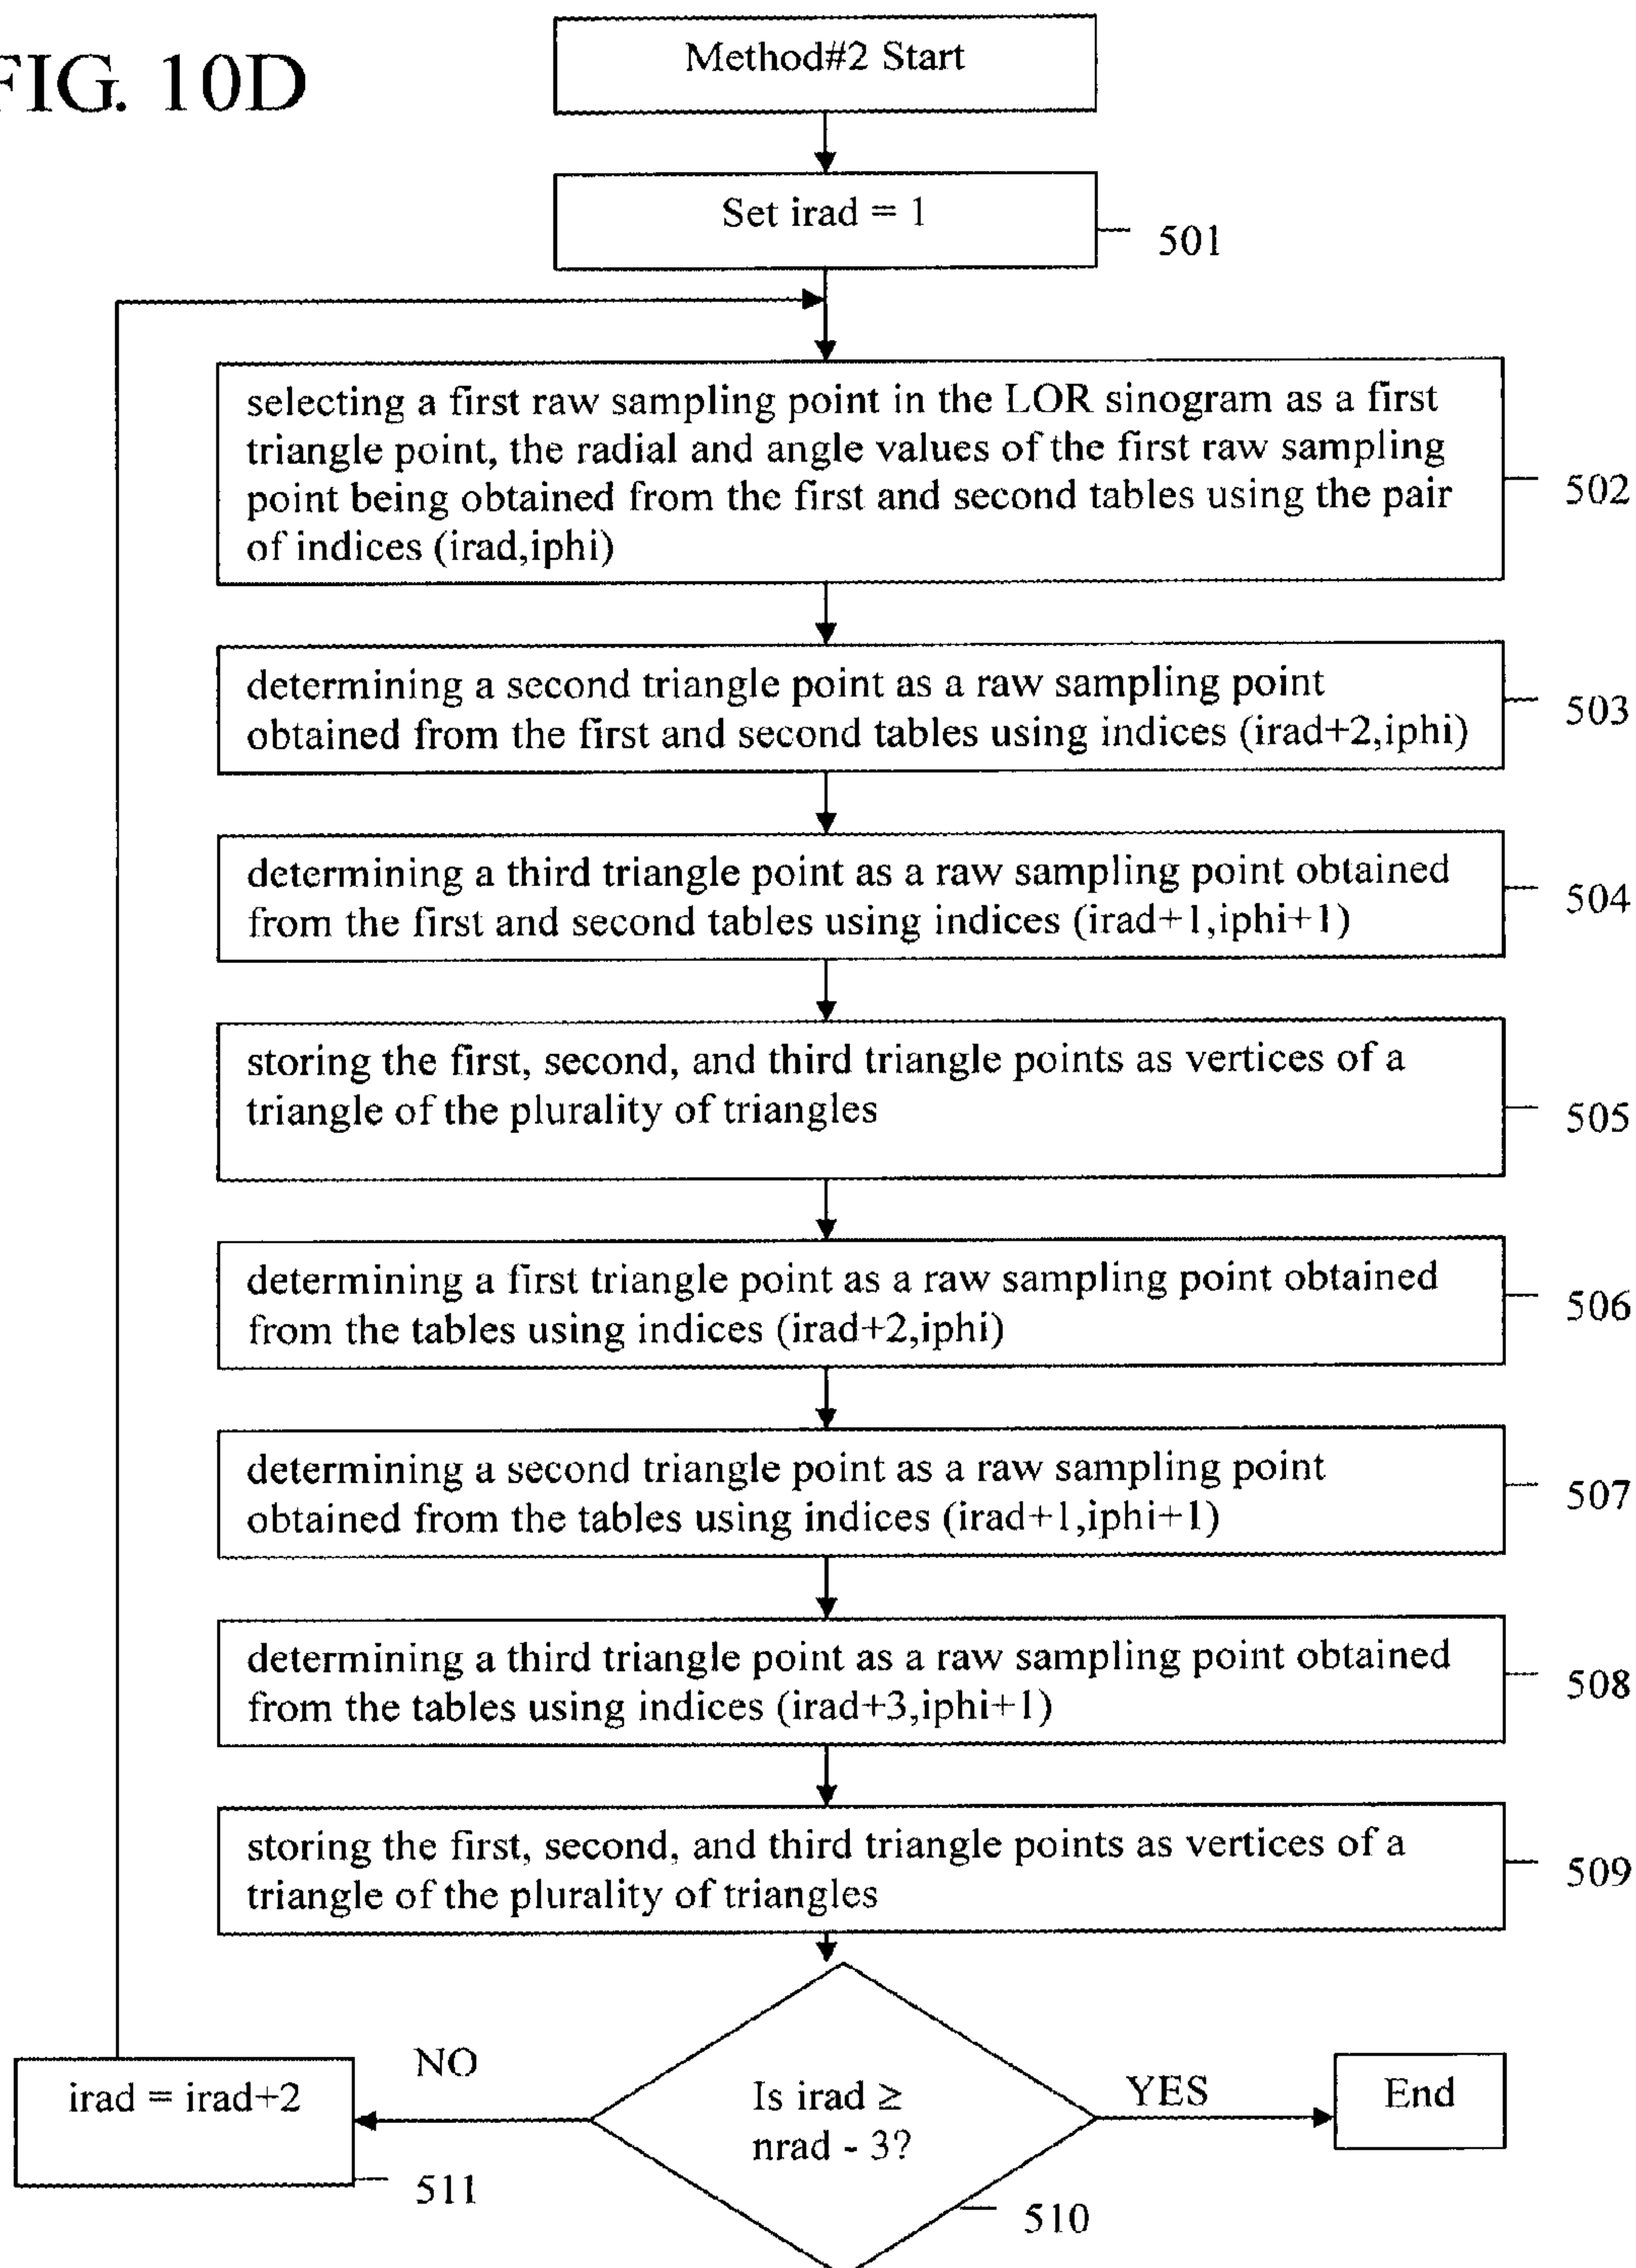 FIG. 10D
Method#2 Start
Set irad = 1
501
selecting a first raw sampling point in the LOR sinogram as a first
triangle point, the radial and angle values of the first raw sampling
point being obtained from the first and second tables using the pair
of indices (irad,iphi)
502
determining a second triangle point as a raw sampling point
obtained from the first and second tables using indices (irad+2,iphi)
503
determining a third triangle point as a raw sampling point obtained
from the first and second tables using indices (irad+1,iphi+1)
504
storing the first, second, and third triangle points as vertices of a
triangle of the plurality of triangles
505
determining a first triangle point as a raw sampling point obtained
from the tables using indices (irad+2,iphi)
506
determining a second triangle point as a raw sampling point
obtained from the tables using indices (irad+1,iphi+1)
507
determining a third triangle point as a raw sampling point obtained
from the tables using indices (irad+3,iphi+1)
508
storing the first, second, and third triangle points as vertices of a
triangle of the plurality of triangles
509
NO
irad = irad+2
511
Is irad ≥
nrad - 3?
510
YES
End